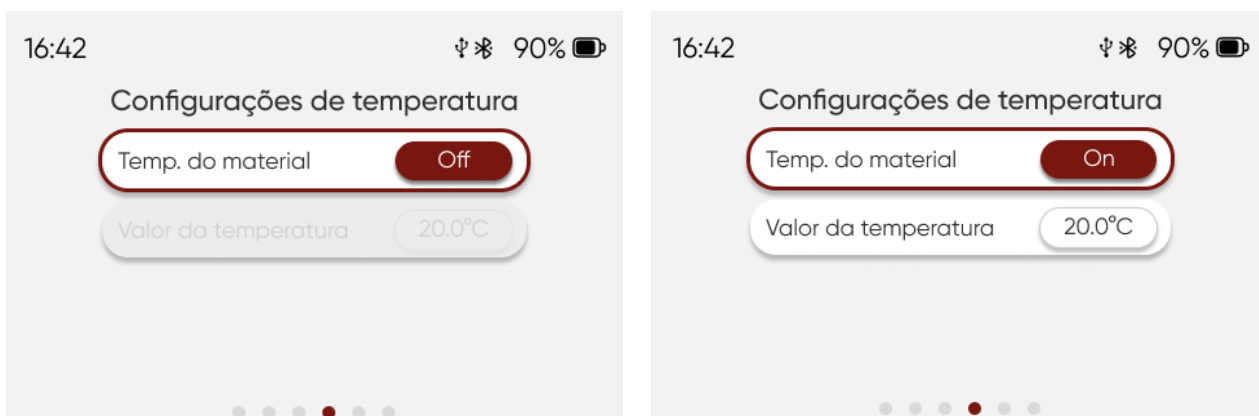 16:42 90%
Configurações de temperatura
Temp. do material Off
Valor da temperatura 20.0°C
16:42 90%
Configurações de temperatura
Temp. do material On
Valor da temperatura 20.0°C